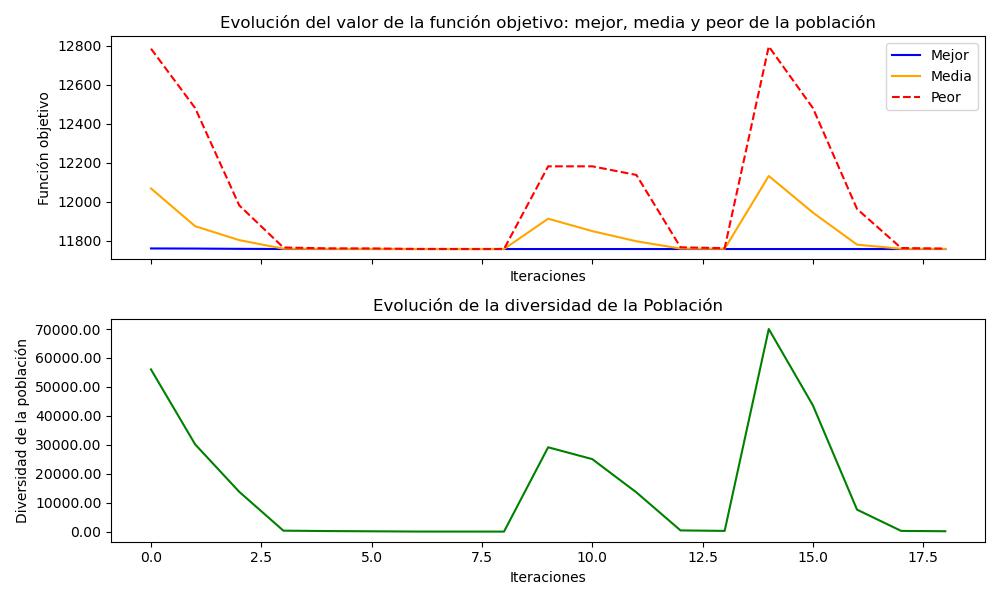 Evolución del valor de la función objetivo: mejor, media y peor de la población
12800
12600
12400
12200
12000
11800
Función objetivo
Mejor
Media
Peor
Iteraciones
Evolución de la diversidad de la Población
70000.00
60000.00
50000.00
40000.00
30000.00
20000.00
10000.00
0.00
Diversidad de la población
0.0 2.5 5.0 7.5 10.0 12.5 15.0 17.5
Iteraciones